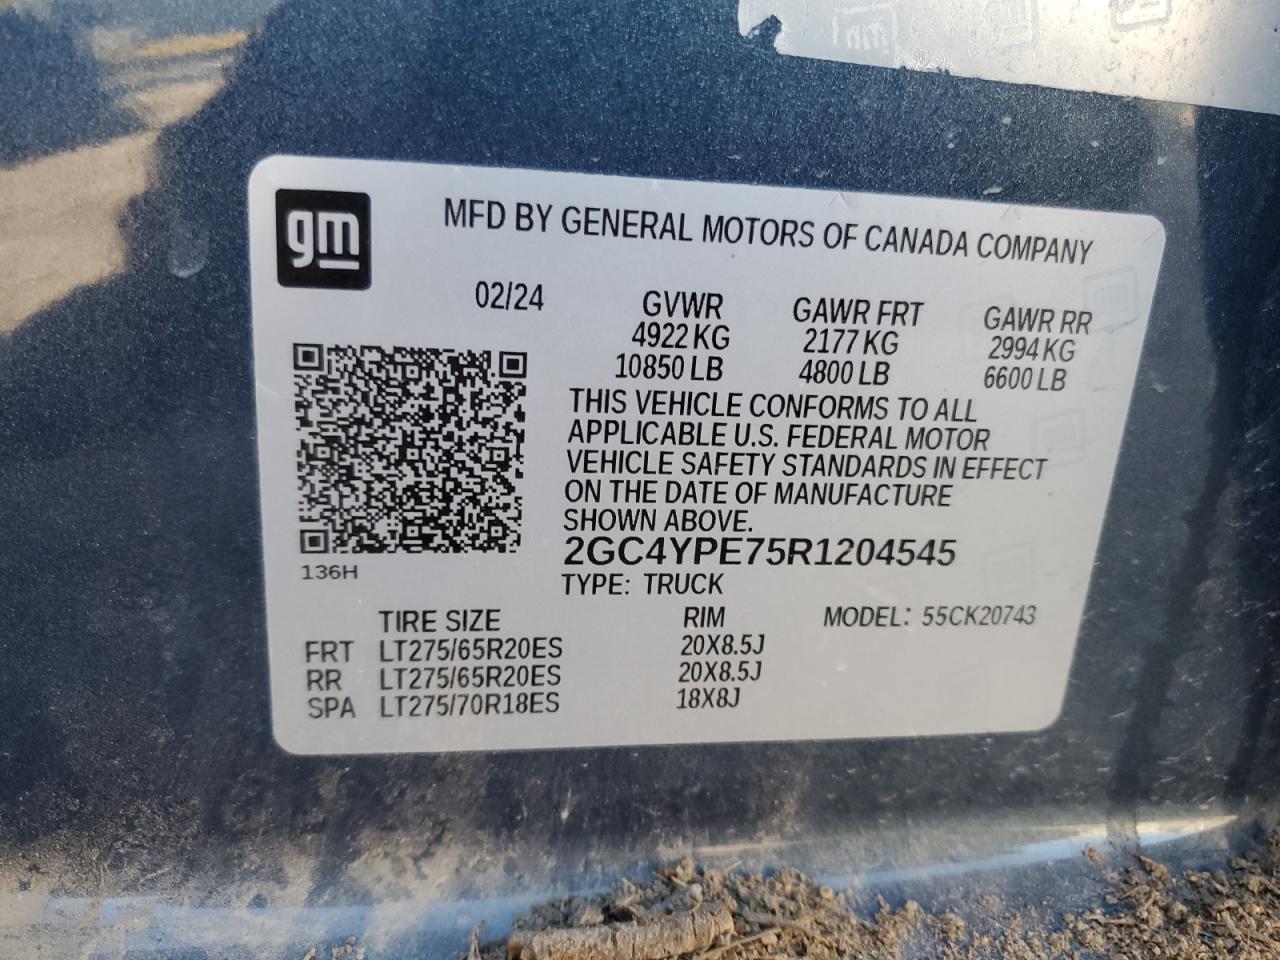 gm
MFD BY GENERAL MOTORS OF CANADA COMPANY
02/24 GVWR GAWR FRT GAWR RR
4922 KG 2177 KG 2994 KG
10850 LB 4800 LB 6600 LB
THIS VEHICLE CONFORMS TO ALL
APPLICABLE U.S. FEDERAL MOTOR
VEHICLE SAFETY STANDARDS IN EFFECT
ON THE DATE OF MANUFACTURE
SHOWN ABOVE.
2GC4YPE75R1204545
136H
TYPE: TRUCK
TIRE SIZE RIM MODEL: 55CK20743
FRT LT275/65R20ES 20X8.5J
RR LT275/65R20ES 20X8.5J
SPA LT275/70R18ES 18X8J